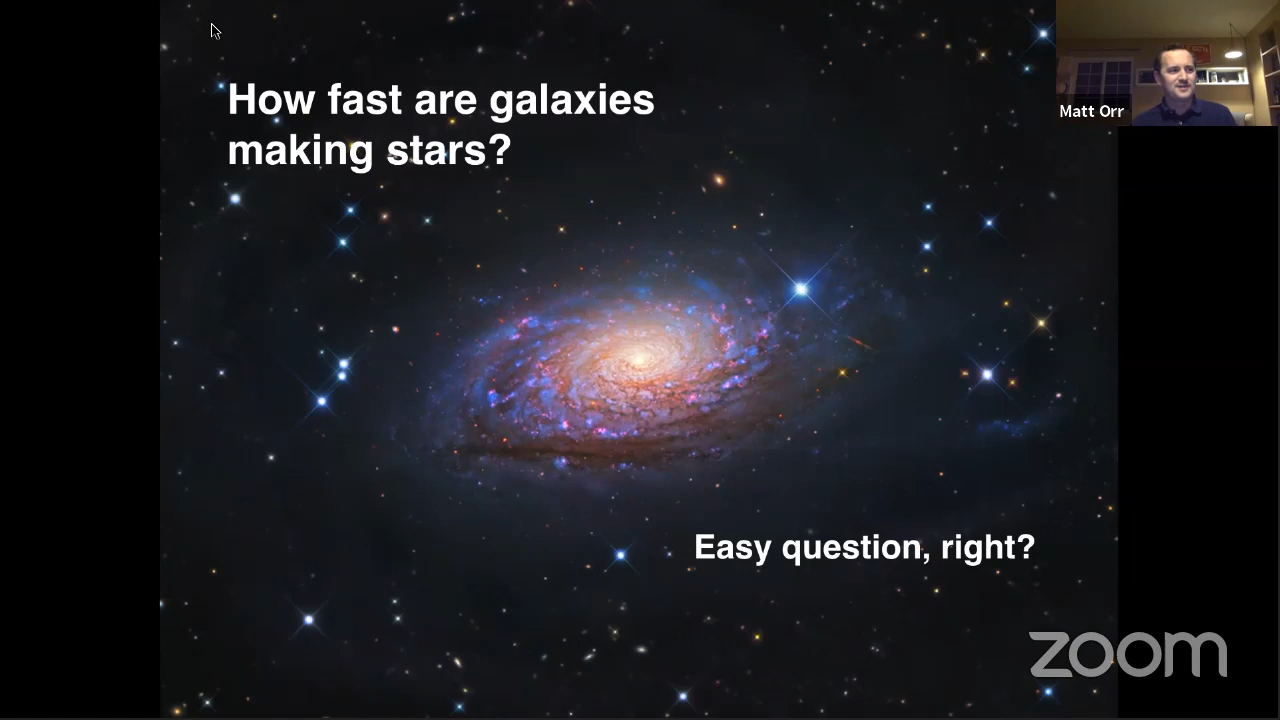 How fast are galaxies
making stars?
Matt Orr
Easy question, right?
zoom